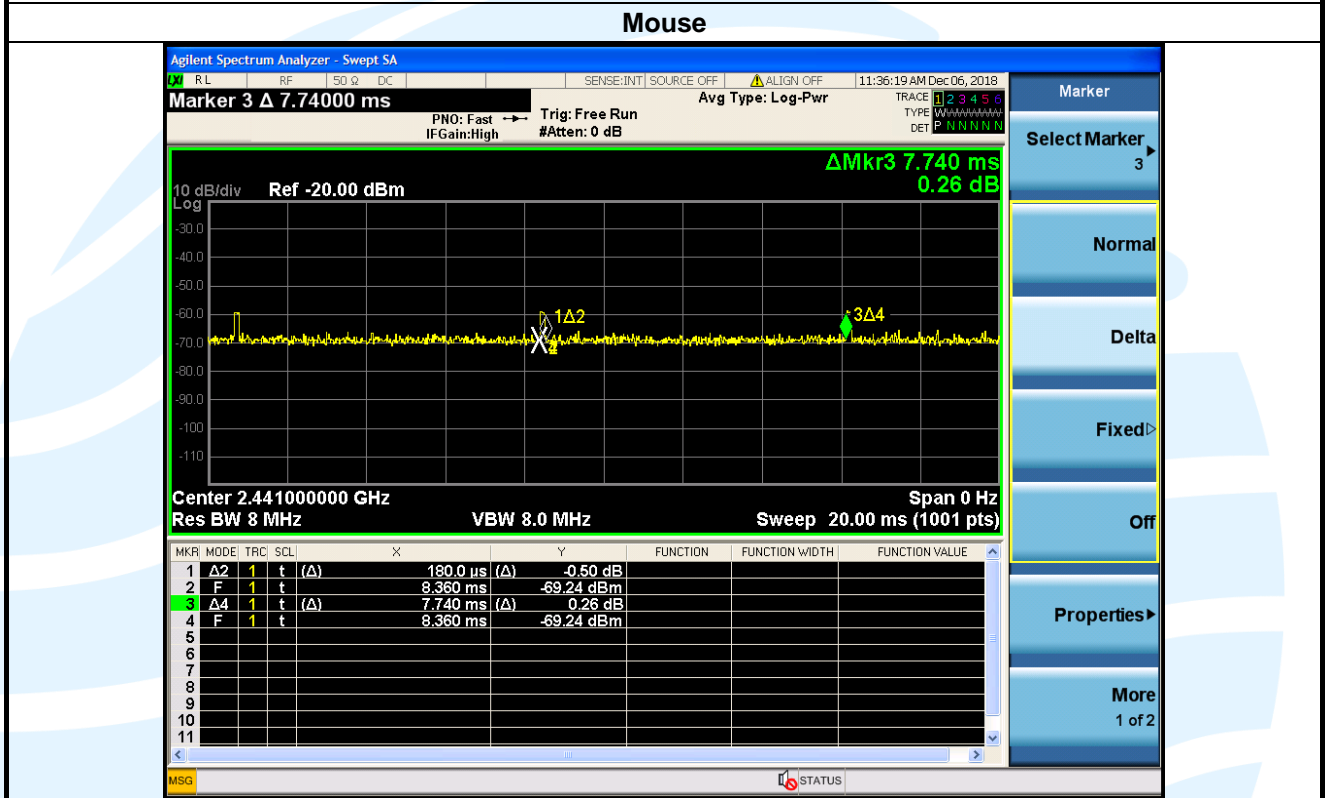 Mouse
Agilent Spectrum Analyzer - Swept SA
LXI RL RF 50 Ω DC SENSE:INT SOURCE OFF ALIGN OFF 11:36:19 AM Dec 06, 2018
Marker 3 Δ 7.74000 ms
PNO: Fast
IFGain:High
Trig: Free Run
#Atten: 0 dB
Avg Type: Log-Pwr
TRACE 1 2 3 4 5 6
TYPE W
DET P N N N N N
ΔMkr3 7.740 ms
0.26 dB
10 dB/div Ref -20.00 dBm
Log
-30.0
-40.0
-50.0
-60.0
-70.0
-80.0
-90.0
-100
-110
1Δ2
3Δ4
Center 2.441000000 GHz Span 0 Hz
Res BW 8 MHz VBW 8.0 MHz Sweep 20.00 ms (1001 pts)
MKR MODE TRC SCL X Y FUNCTION FUNCTION WIDTH FUNCTION VALUE
1 Δ2 1 t (Δ) 180.0 µs (Δ) -0.50 dB
2 F 1 t 8.360 ms -69.24 dBm
3 Δ4 1 t (Δ) 7.740 ms (Δ) 0.26 dB
4 F 1 t 8.360 ms -69.24 dBm
5
6
7
8
9
10
11
MSG STATUS
Marker
Select Marker
3
Normal
Delta
Fixed
Off
Properties
More
1 of 2